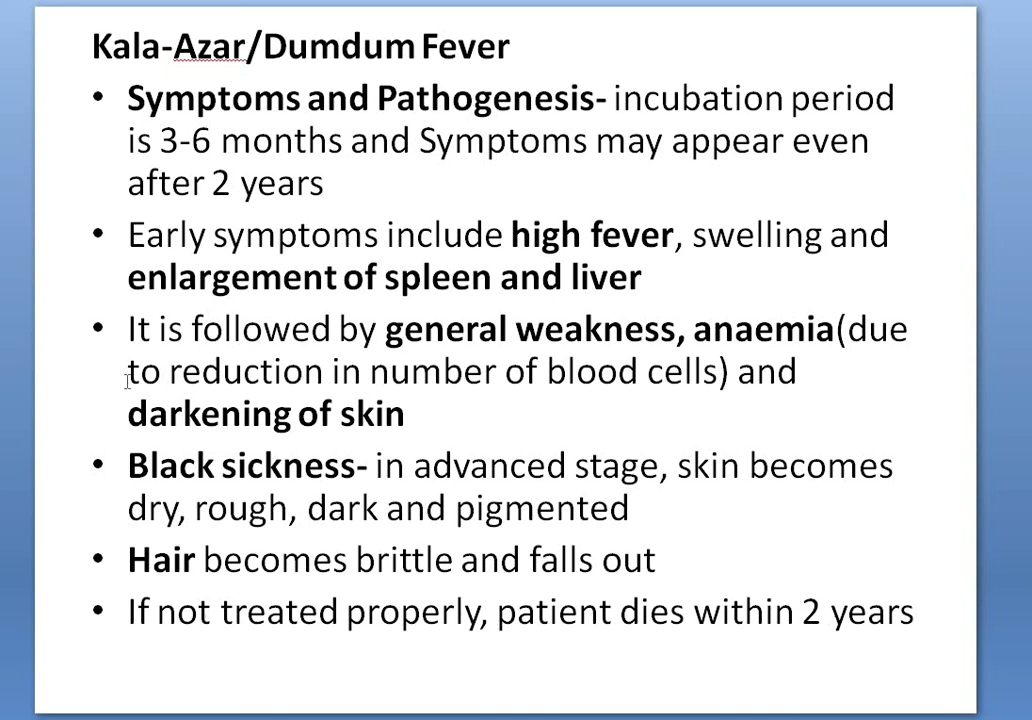 Kala-Azar/Dumdum Fever
• Symptoms and Pathogenesis- incubation period
is 3-6 months and Symptoms may appear even
after 2 years
• Early symptoms include high fever, swelling and
enlargement of spleen and liver
• It is followed by general weakness, anaemia(due
to reduction in number of blood cells) and
darkening of skin
• Black sickness- in advanced stage, skin becomes
dry, rough, dark and pigmented
• Hair becomes brittle and falls out
• If not treated properly, patient dies within 2 years